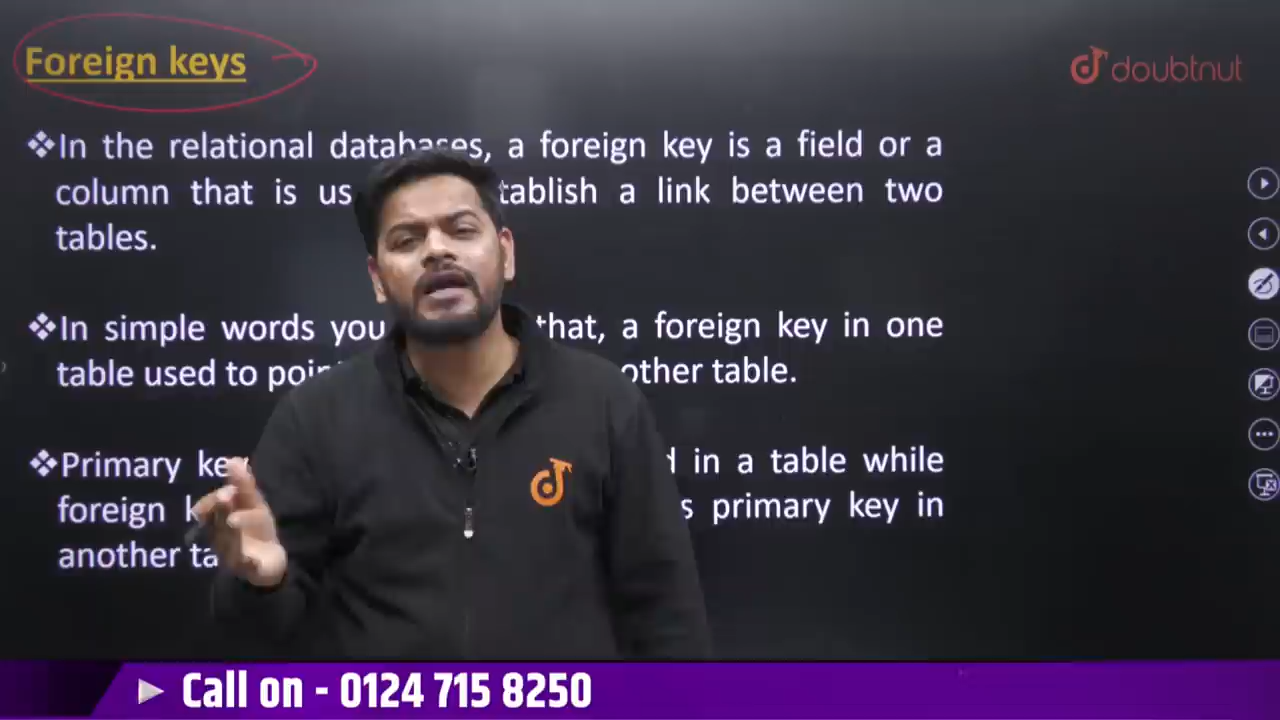 Foreign keys
doubtnut
❖In the relational databases, a foreign key is a field or a
column that is us tablish a link between two
tables.
❖In simple words you that, a foreign key in one
table used to poi other table.
❖Primary key in a table while
foreign primary key in
another ta
Call on - 0124 715 8250